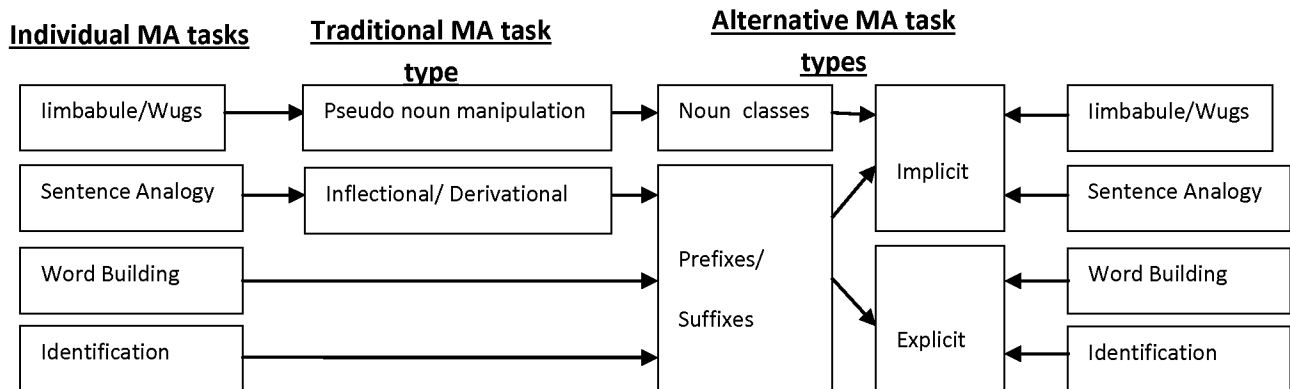 Individual MA tasks
Traditional MA task
type
Alternative MA task
types
Iimbabule/Wugs
Pseudo noun manipulation
Noun classes
Implicit
Iimbabule/Wugs
Sentence Analogy
Inflectional/ Derivational
Prefixes/
Suffixes
Sentence Analogy
Word Building
Explicit
Word Building
Identification
Identification